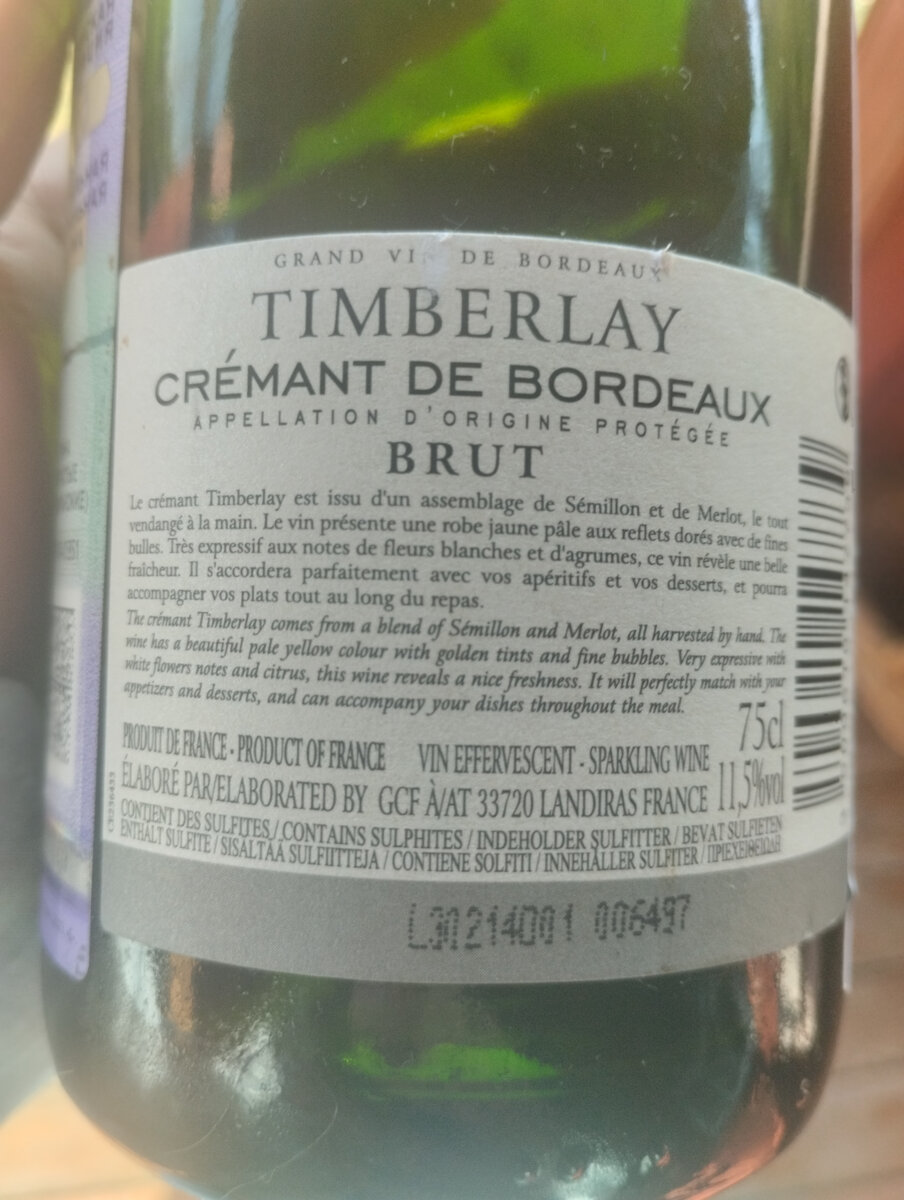 GRAND VIN DE BORDEAUX
TIMBERLAY
CRÉMANT DE BORDEAUX
APPELLATION D'ORIGINE PROTÉGÉE
BRUT
Le crémant Timberlay est issu d'un assemblage de Sémillon et de Merlot, le tout
vendangé à la main. Le vin présente une robe jaune pâle aux reflets dorés avec de fines
bulles. Très expressif aux notes de fleurs blanches et d'agrumes, ce vin révèle une belle
fraîcheur. Il s'accordera parfaitement avec vos apéritifs et vos desserts, et pourra
accompagner vos plats tout au long du repas.
The crémant Timberlay comes from a blend of Sémillon and Merlot, all harvested by hand. The
wine has a beautiful pale yellow colour with golden tints and fine bubbles. Very expressive with
white flowers notes and citrus, this wine reveals a nice freshness. It will perfectly match with your
appetizers and desserts, and can accompany your dishes throughout the meal.
75cl
PRODUIT DE FRANCE - PRODUCT OF FRANCE VIN EFFERVESCENT - SPARKLING WINE
ÉLABORÉ PAR/ELABORATED BY GCF À/AT 33720 LANDIRAS FRANCE 11,5%vol
CONTIENT DES SULFITES / CONTAINS SULPHITES / INDEHOLDER SULFITTER / BEVAT SULFIETEN
ENTHÄLT SULFITE / SISÄLTÄÄ SULFIITTEJA / CONTIENE SOLFITI / INNEHÅLLER SULFITER / ΠΕΡΙΕΧΕΙ ΘΕΙΩΔΗ
L30214001 006497